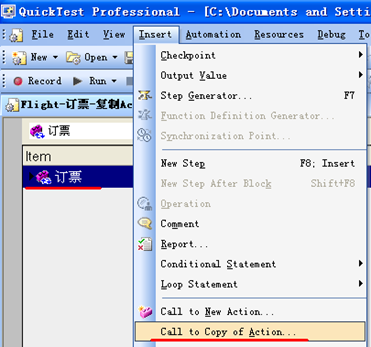 QuickTest Professional - [C:\Documents and Setti
File Edit View Insert Automation Resources Debug To
New Open
Record Run
Flight-订票-复制Ac
订票
Item
订票
Checkpoint
Output Value
Step Generator... F7
Function Definition Generator...
Synchronization Point...
New Step F8; Insert
New Step After Block Shift+F8
Operation
Comment
Report...
Conditional Statement
Loop Statement
Call to New Action...
Call to Copy of Action...